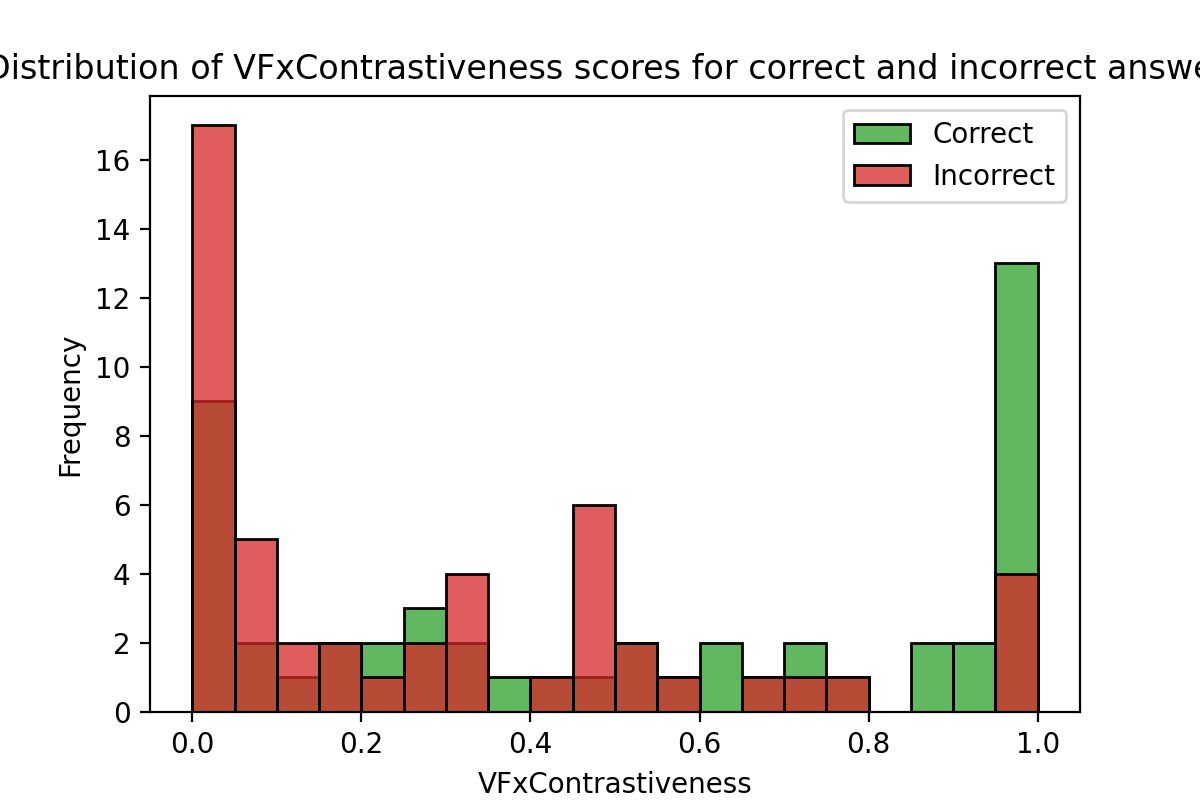 Distribution of VFxContrastiveness scores for correct and incorrect answe
Correct
Incorrect
16
14
12
10
8
6
4
2
0
Frequency
0.0 0.2 0.4 0.6 0.8 1.0
VFxContrastiveness